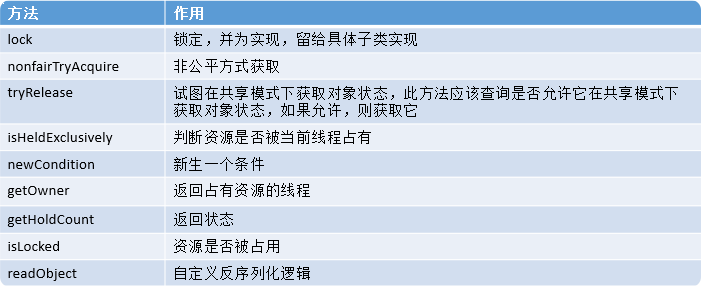 方法 作用
lock 锁定，并为实现，留给具体子类实现
nonfairTryAcquire 非公平方式获取
tryRelease 试图在共享模式下获取对象状态，此方法应该查询是否允许它在共享模式下
获取对象状态，如果允许，则获取它
isHeldExclusively 判断资源是否被当前线程占有
newCondition 新生一个条件
getOwner 返回占有资源的线程
getHoldCount 返回状态
isLocked 资源是否被占用
readObject 自定义反序列化逻辑